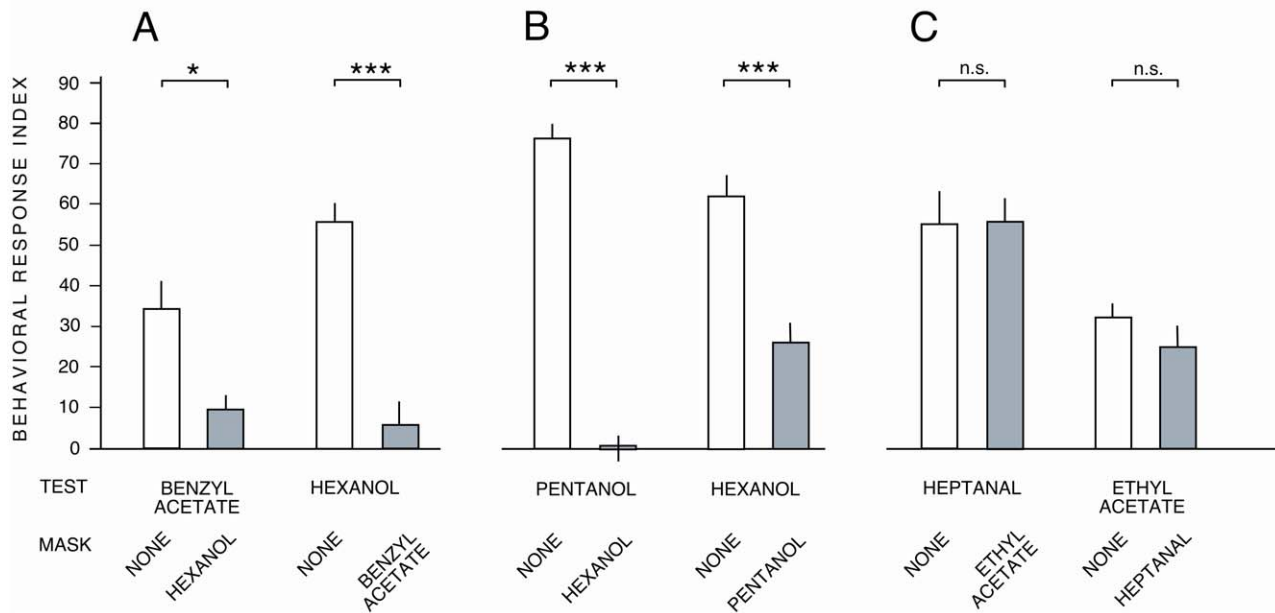 A B C
* *** *** *** n.s. n.s.
BEHAVIORAL RESPONSE INDEX
90
80
70
60
50
40
30
20
10
0
TEST BENZYL ACETATE HEXANOL PENTANOL HEXANOL HEPTANAL ETHYL ACETATE
MASK NONE HEXANOL NONE BENZYL ACETATE NONE HEXANOL NONE PENTANOL NONE ETHYL ACETATE NONE HEPTANAL